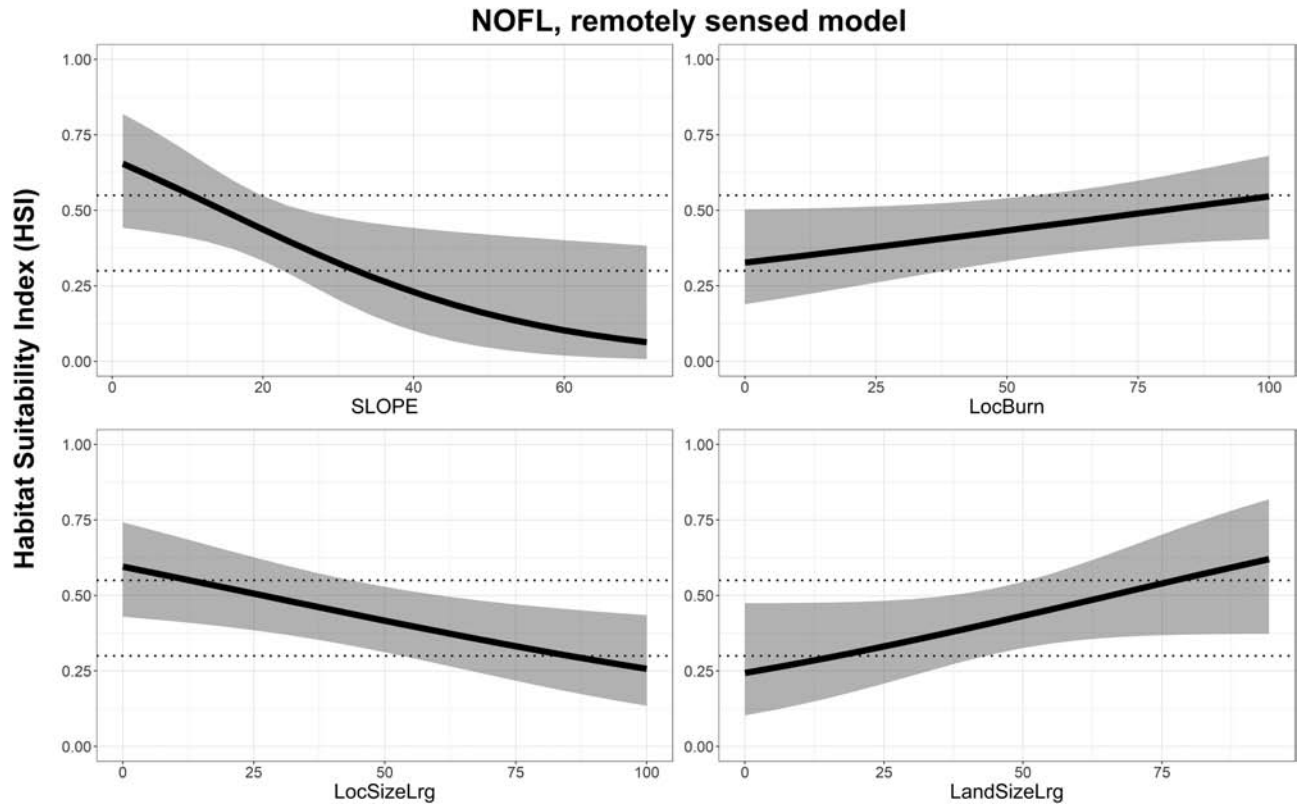 NOFL, remotely sensed model
Habitat Suitability Index (HSI)
1.00
0.75
0.50
0.25
0.00
0 20 40 60
SLOPE
1.00
0.75
0.50
0.25
0.00
0 25 50 75 100
LocBurn
1.00
0.75
0.50
0.25
0.00
0 25 50 75 100
LocSizeLrg
1.00
0.75
0.50
0.25
0.00
0 25 50 75
LandSizeLrg